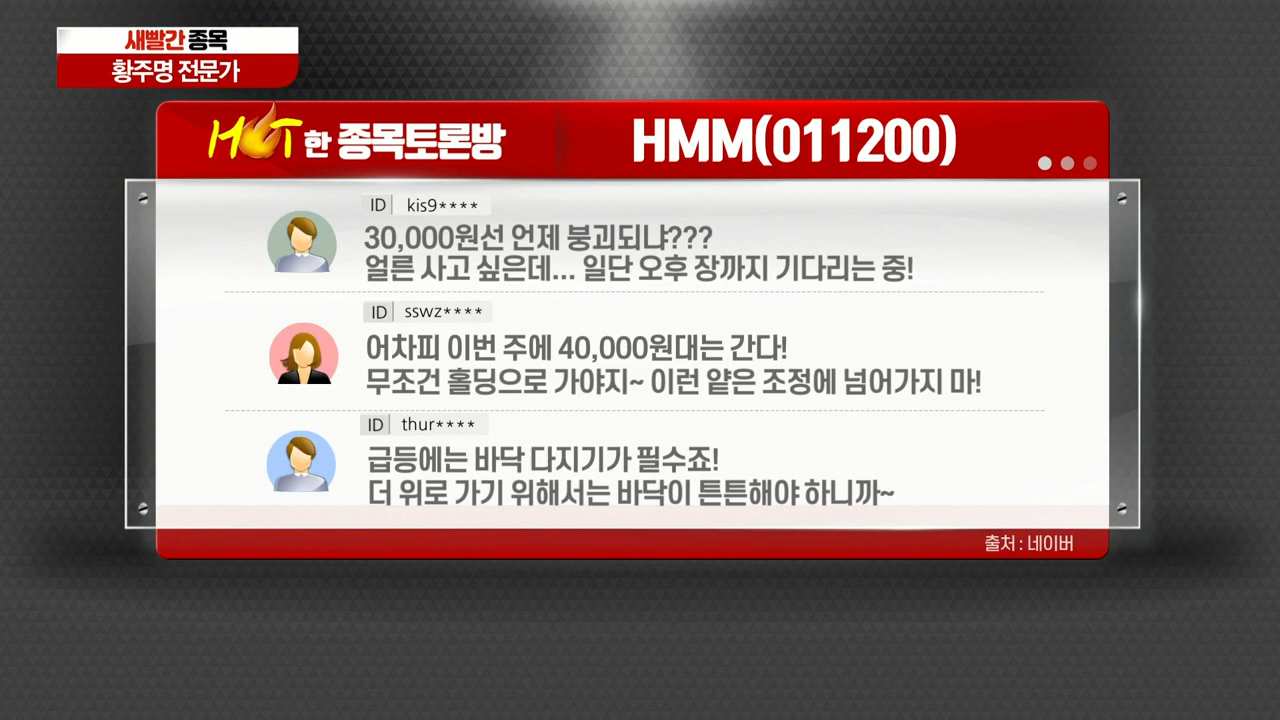 새빨간 종목
황주명 전문가
HOT한 종목토론방
HMM(011200)
ID kis9****
30,000원선 언제 붕괴되냐???
얼른 사고 싶은데... 일단 오후 장까지 기다리는 중!
ID sswz****
어차피 이번 주에 40,000원대는 간다!
무조건 홀딩으로 가야지~ 이런 얕은 조정에 넘어가지 마!
ID thur****
급등에는 바닥 다지기가 필수죠!
더 위로 가기 위해서는 바닥이 튼튼해야 하니까~
출처 : 네이버